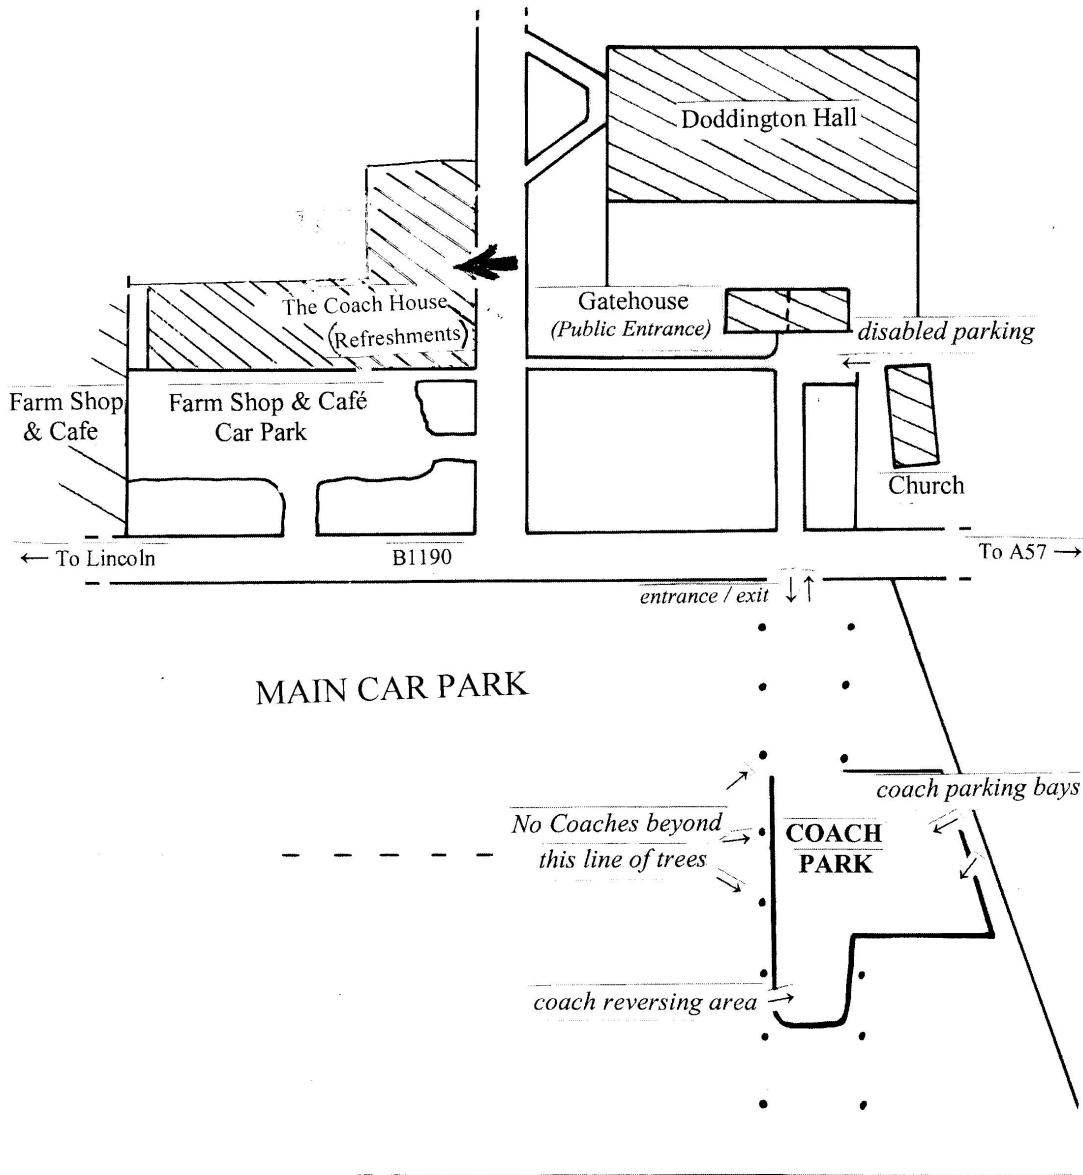 Doddington Hall
The Coach House
(Refreshments)
Gatehouse
(Public Entrance)
disabled parking
Farm Shop
& Cafe
Farm Shop & Café
Car Park
Church
← To Lincoln
B1190
To A57 →
entrance / exit ↓↑
MAIN CAR PARK
coach parking bays
No Coaches beyond
this line of trees
COACH
PARK
coach reversing area